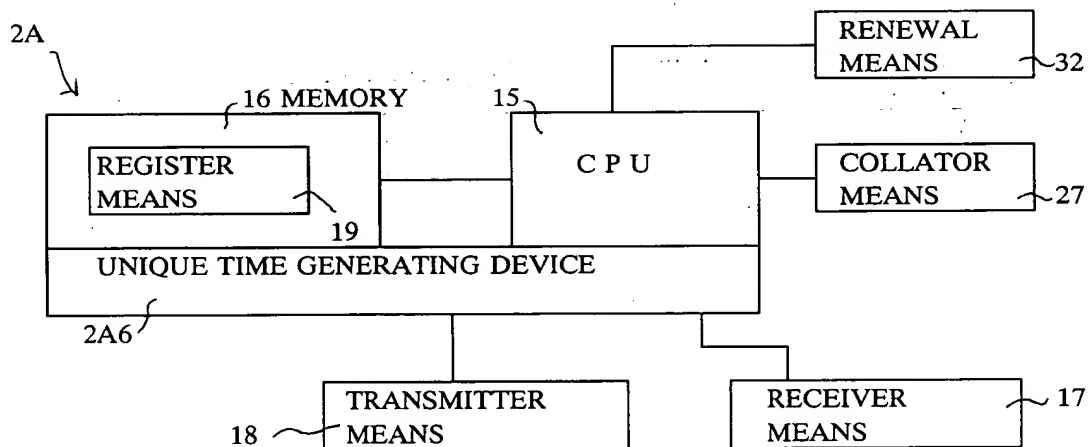 2A
RENEWAL
MEANS
32
16 MEMORY
15
REGISTER
MEANS
19
C P U
COLLATOR
MEANS
27
UNIQUE TIME GENERATING DEVICE
2A6
TRANSMITTER
MEANS
18
RECEIVER
MEANS
17